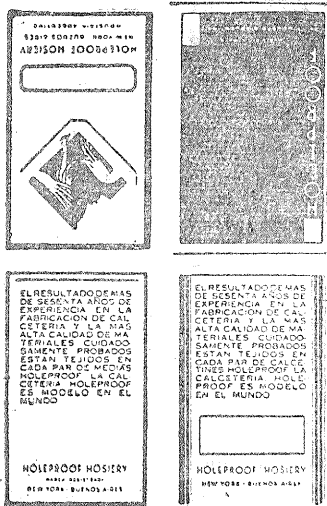 HOLEPROOF HOSIERY
NEW YORK BUENOS AIRES
HOLEPROOF
EL RESULTADO DE MAS
DE SESENTA AÑOS DE
EXPERIENCIA EN LA
FABRICACION DE CAL
CETERIA Y LA MAS
ALTA CALIDAD DE MA-
TERIALES CUIDADO-
SAMENTE PROBADOS
ESTAN TEJIDOS EN
CADA PAR DE MEDIAS
HOLEPROOF LA CAL
CETERIA HOLEPROOF
ES MODELO EN EL
MUNDO
HOLEPROOF HOSIERY
MARCA REGISTRADA
NEW YORK - BUENOS AIRES
EL RESULTADO DE MAS
DE SESENTA AÑOS DE
EXPERIENCIA EN LA
FABRICACION DE CAL-
CETERIA Y LA MAS
ALTA CALIDAD DE MA-
TERIALES CUIDADO-
SAMENTE PROBADOS
ESTAN TEJIDOS EN
CADA PAR DE CALCE-
TINES HOLEPROOF LA
CALCETERIA HOLE-
PROOF ES MODELO
EN EL MUNDO
HOLEPROOF HOSIERY
NEW YORK - BUENOS AIRES